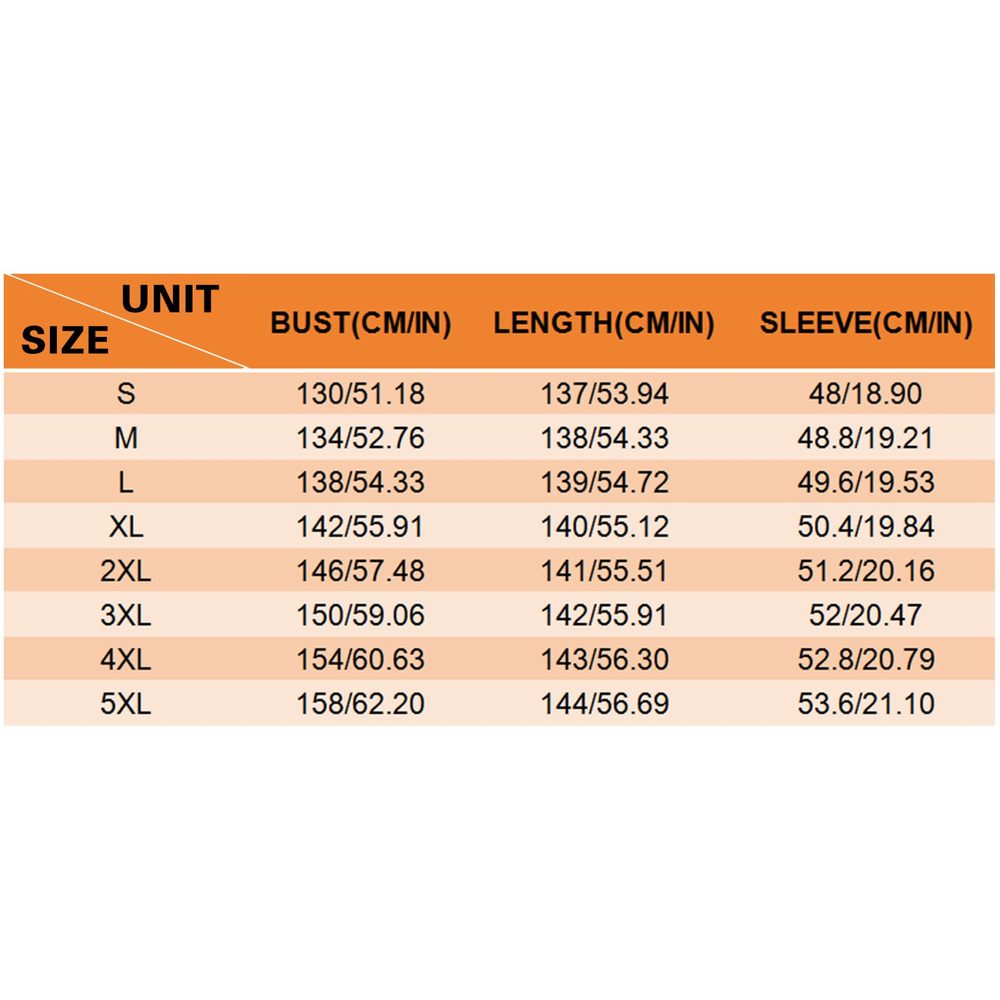 UNIT
SIZE BUST(CM/IN) LENGTH(CM/IN) SLEEVE(CM/IN)
S 130/51.18 137/53.94 48/18.90
M 134/52.76 138/54.33 48.8/19.21
L 138/54.33 139/54.72 49.6/19.53
XL 142/55.91 140/55.12 50.4/19.84
2XL 146/57.48 141/55.51 51.2/20.16
3XL 150/59.06 142/55.91 52/20.47
4XL 154/60.63 143/56.30 52.8/20.79
5XL 158/62.20 144/56.69 53.6/21.10